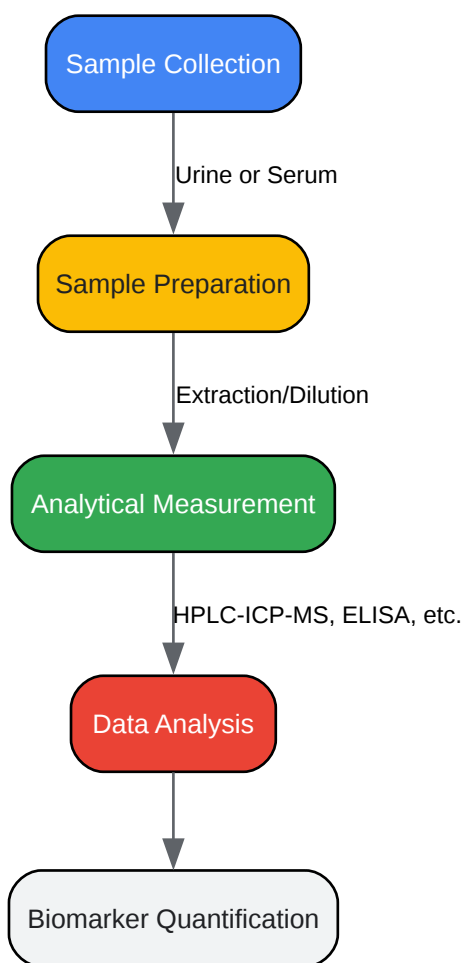 Sample Collection
Urine or Serum
Sample Preparation
Extraction/Dilution
Analytical Measurement
HPLC-ICP-MS, ELISA, etc.
Data Analysis
Biomarker Quantification